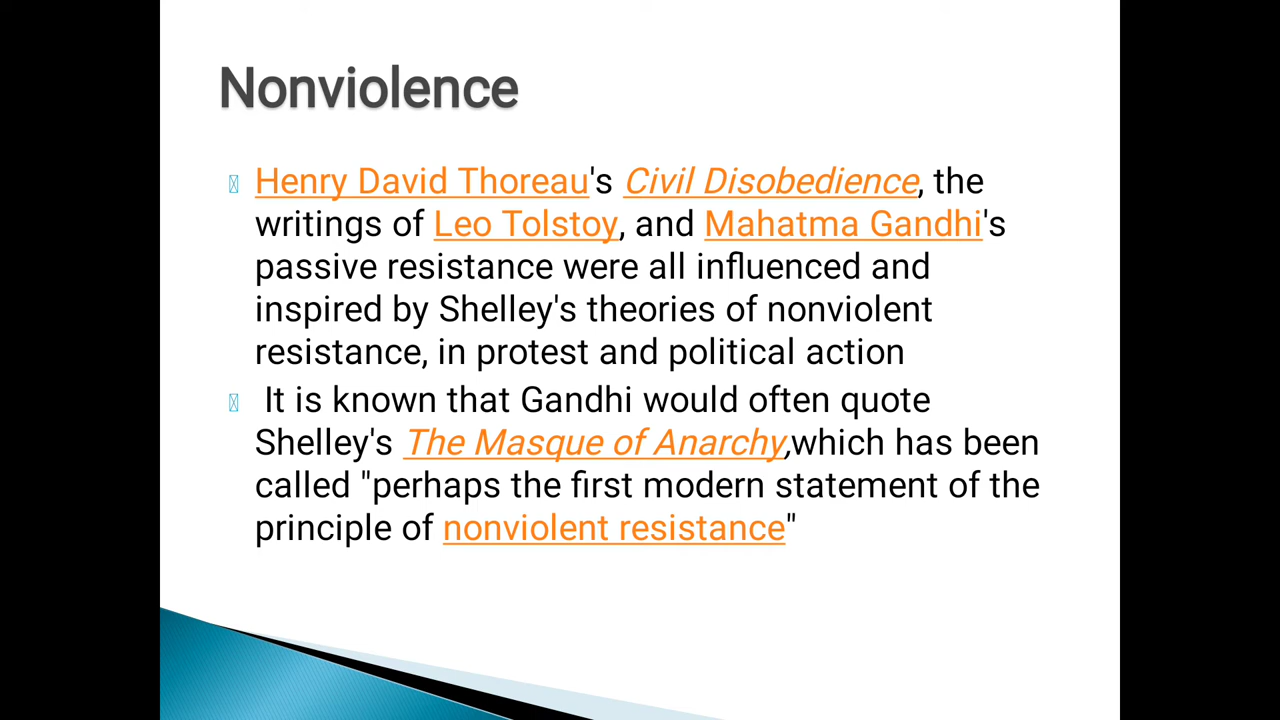 Nonviolence
Henry David Thoreau's Civil Disobedience, the
writings of Leo Tolstoy, and Mahatma Gandhi's
passive resistance were all influenced and
inspired by Shelley's theories of nonviolent
resistance, in protest and political action
It is known that Gandhi would often quote
Shelley's The Masque of Anarchy,which has been
called "perhaps the first modern statement of the
principle of nonviolent resistance"